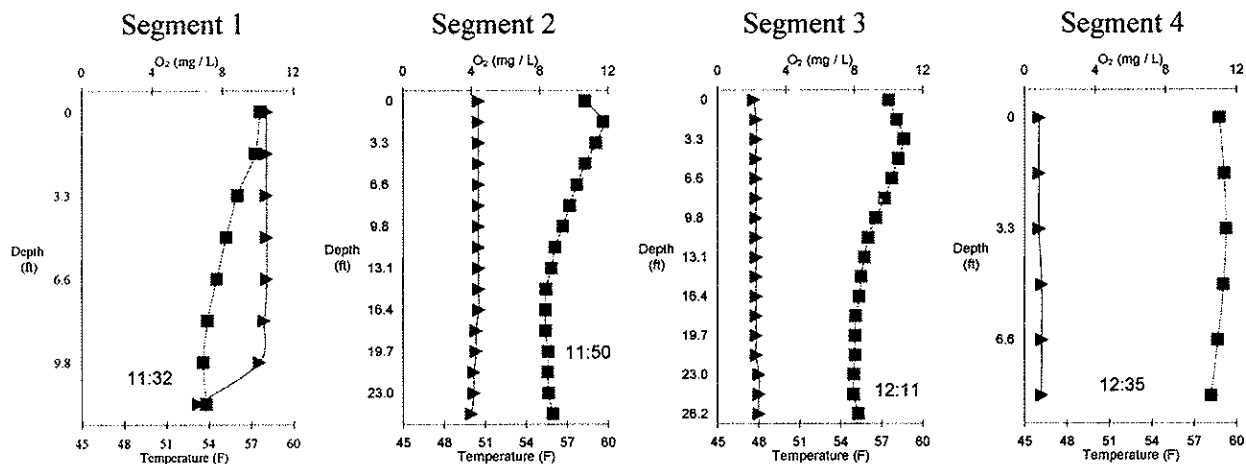 Segment 1
O₂ (mg / L)
0 4 8 12
0
3.3
Depth
(ft)
6.6
9.8
11:32
45 48 51 54 57 60
Temperature (F)
Segment 2
O₂ (mg / L)
0 4 8 12
0
3.3
6.6
9.8
Depth
(ft)
13.1
16.4
19.7
11:50
23.0
45 48 51 54 57 60
Temperature (F)
Segment 3
O₂ (mg / L)
0 4 8 12
0
3.3
6.6
9.8
Depth
(ft)
13.1
16.4
19.7
23.0
12:11
26.2
45 48 51 54 57 60
Temperature (F)
Segment 4
O₂ (mg / L)
0 4 8 12
0
3.3
Depth
(ft)
6.6
12:35
45 48 51 54 57 60
Temperature (F)